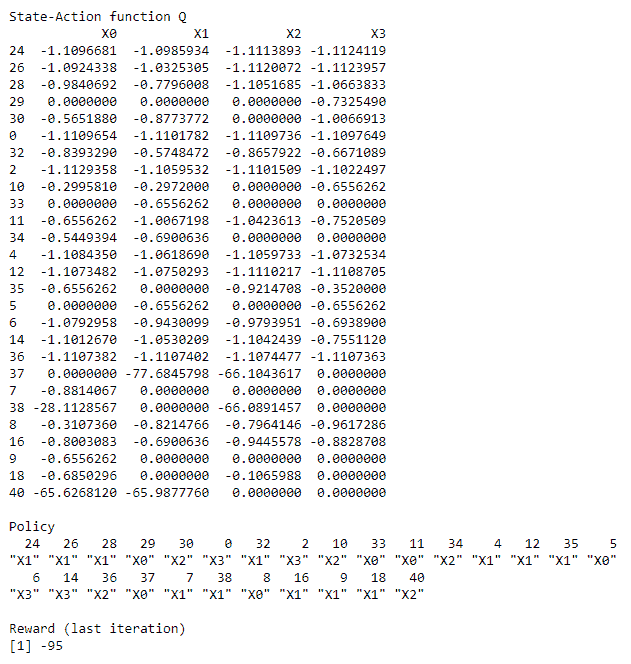 State-Action function Q
X0 X1 X2 X3
24 -1.1096681 -1.0985934 -1.1113893 -1.1124119
26 -1.0924338 -1.0325305 -1.1120072 -1.1123957
28 -0.9840692 -0.7796008 -1.1051685 -1.0663833
29 0.0000000 0.0000000 0.0000000 -0.7325490
30 -0.5651880 -0.8773772 0.0000000 -1.0066913
0 -1.1109654 -1.1101782 -1.1109736 -1.1097649
32 -0.8393290 -0.5748472 -0.8657922 -0.6671089
2 -1.1129358 -1.1059532 -1.1101509 -1.1022497
10 -0.2995810 -0.2972000 0.0000000 -0.6556262
33 0.0000000 -0.6556262 0.0000000 0.0000000
11 -0.6556262 -1.0067198 -1.0423613 -0.7520509
34 -0.5449394 -0.6900636 0.0000000 0.0000000
4 -1.1084350 -1.0618690 -1.1059733 -1.0732534
12 -1.1073482 -1.0750293 -1.1110217 -1.1108705
35 -0.6556262 0.0000000 -0.9214708 -0.3520000
5 0.0000000 -0.6556262 0.0000000 -0.6556262
6 -1.0792958 -0.9430099 -0.9793951 -0.6938900
14 -1.1012670 -1.0530209 -1.1042439 -0.7551120
36 -1.1107382 -1.1107402 -1.1074477 -1.1107363
37 0.0000000 -77.6845798 -66.1043617 0.0000000
7 -0.8814067 0.0000000 0.0000000 0.0000000
38 -28.1128567 0.0000000 -66.0891457 0.0000000
8 -0.3107360 -0.8214766 -0.7964146 -0.9617286
16 -0.8003083 -0.6900636 -0.9445578 -0.8828708
9 -0.6556262 0.0000000 0.0000000 0.0000000
18 -0.6850296 0.0000000 -0.1065988 0.0000000
40 -65.6268120 -65.9877760 0.0000000 0.0000000
Policy
24 26 28 29 30 0 32 2 10 33 11 34 4 12 35 5
"X1" "X1" "X1" "X0" "X2" "X3" "X1" "X3" "X2" "X0" "X0" "X2" "X1" "X1" "X1" "X0"
6 14 36 37 7 38 8 16 9 18 40
"X3" "X3" "X2" "X0" "X1" "X1" "X0" "X1" "X1" "X1" "X2"
Reward (last iteration)
[1] -95